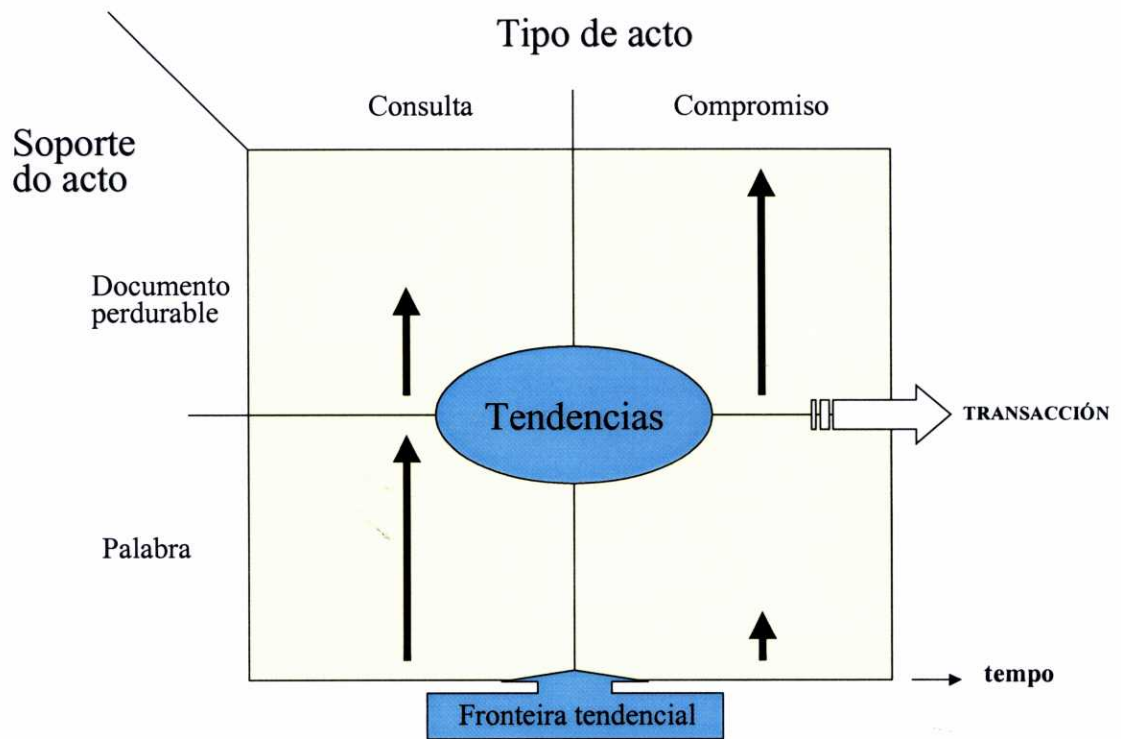 Tipo de acto
Consulta
Compromiso
Soporte
do acto
Documento
perdurable
Tendencias
TRANSACCIÓN
Palabra
tempo
Fronteira tendencial